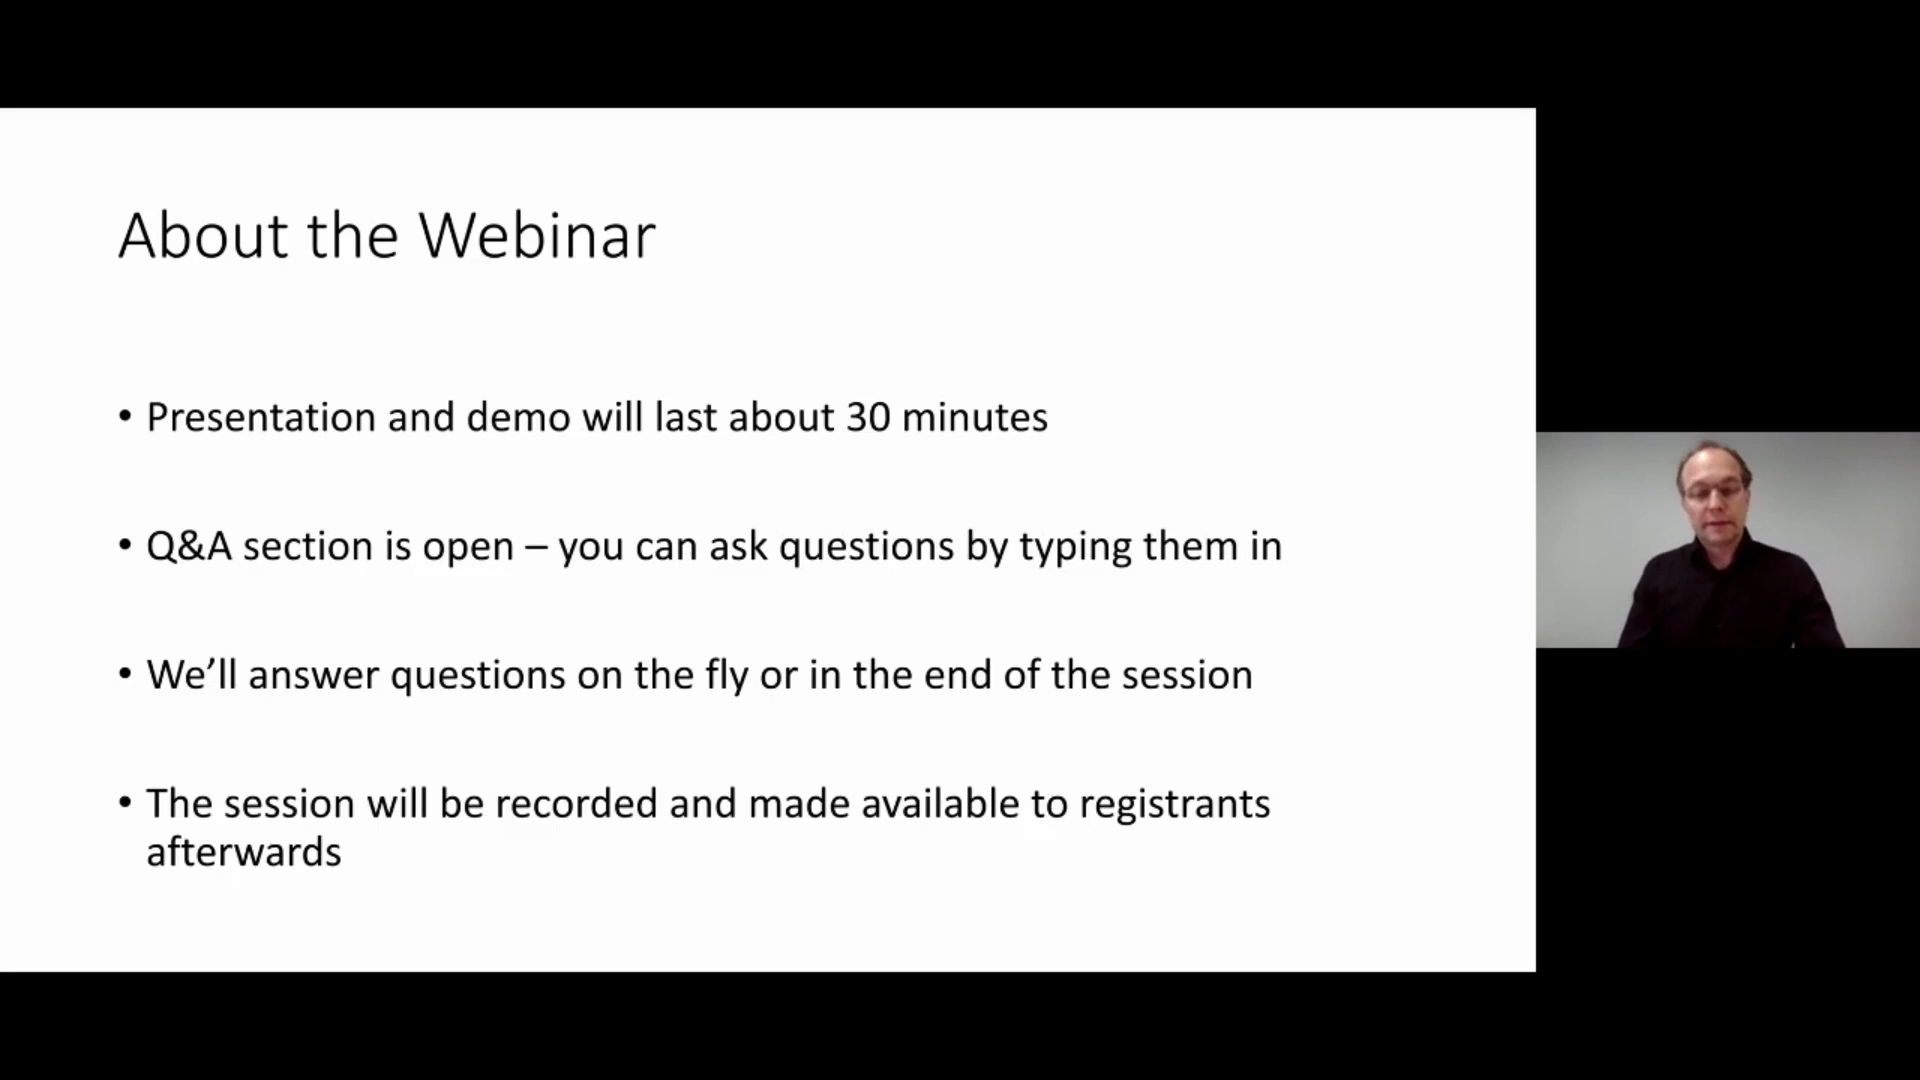 About the Webinar
• Presentation and demo will last about 30 minutes
• Q&A section is open – you can ask questions by typing them in
• We’ll answer questions on the fly or in the end of the session
• The session will be recorded and made available to registrants
afterwards